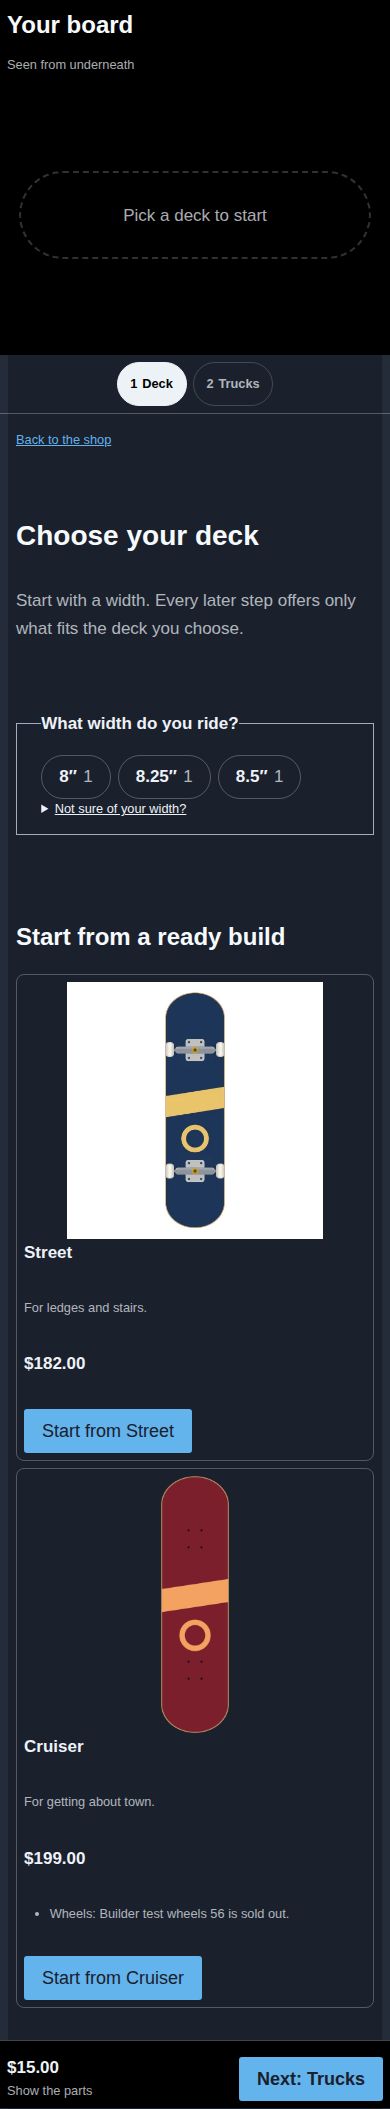 Your board
Seen from underneath
Pick a deck to start
1 Deck
2 Trucks
Back to the shop
Choose your deck
Start with a width. Every later step offers only
what fits the deck you choose.
What width do you ride?
8″ 1
8.25″ 1
8.5″ 1
Not sure of your width?
Start from a ready build
Street
For ledges and stairs.
$182.00
Start from Street
Cruiser
For getting about town.
$199.00
• Wheels: Builder test wheels 56 is sold out.
Start from Cruiser
$15.00
Show the parts
Next: Trucks